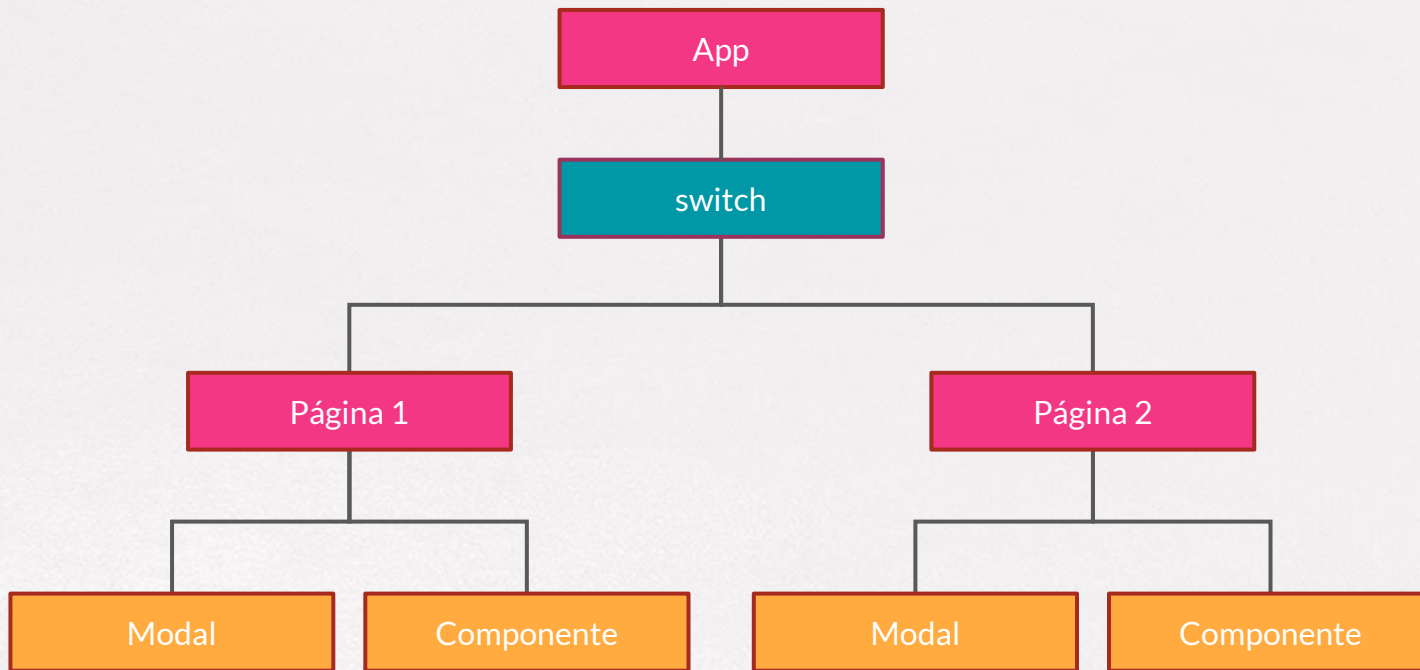 App
switch
Página 1
Página 2
Modal
Componente
Modal
Componente